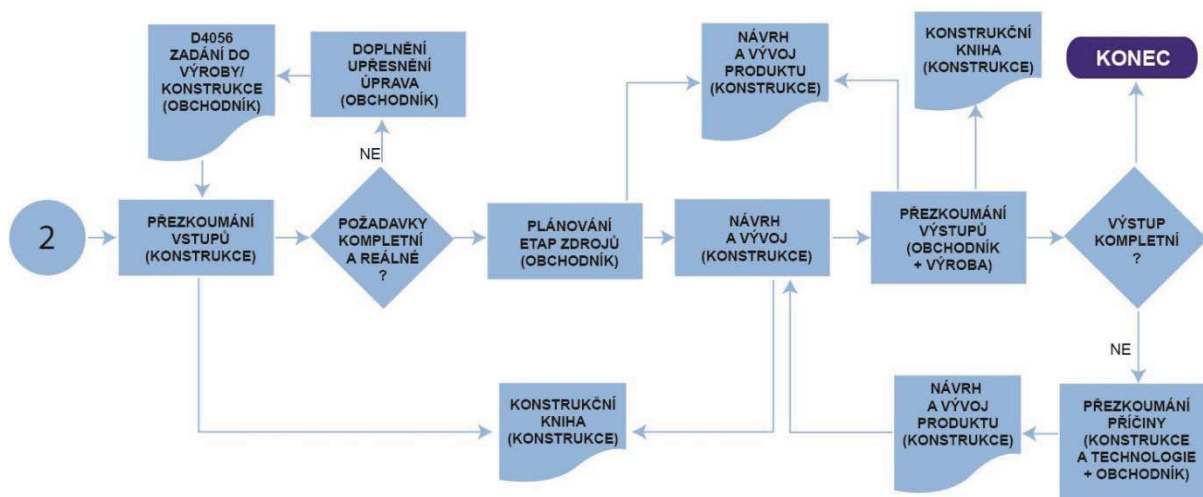 D4056
ZADÁNÍ DO
VÝROBY/
KONSTRUKCE
(OBCHODNÍK)
DOPLNĚNÍ
UPŘESNĚNÍ
ÚPRAVA
(OBCHODNÍK)
NÁVRH
A VÝVOJ
PRODUKTU
(KONSTRUKCE)
KONSTRUKČNÍ
KNIHA
(KONSTRUKCE)
KONEC
NE
2
PŘEZKOUMÁNÍ
VSTUPŮ
(KONSTRUKCE)
POŽADAVKY
KOMPLETNÍ
A REÁLNÉ
?
PLÁNOVÁNÍ
ETAP ZDROJŮ
(OBCHODNÍK)
NÁVRH
A VÝVOJ
(KONSTRUKCE)
PŘEZKOUMÁNÍ
VÝSTUPŮ
(OBCHODNÍK
+ VÝROBA)
VÝSTUP
KOMPLETNÍ
?
NE
KONSTRUKČNÍ
KNIHA
(KONSTRUKCE)
NÁVRH
A VÝVOJ
PRODUKTU
(KONSTRUKCE)
PŘEZKOUMÁNÍ
PŘÍČINY
(KONSTRUKCE
A TECHNOLOGIE
+ OBCHODNÍK)